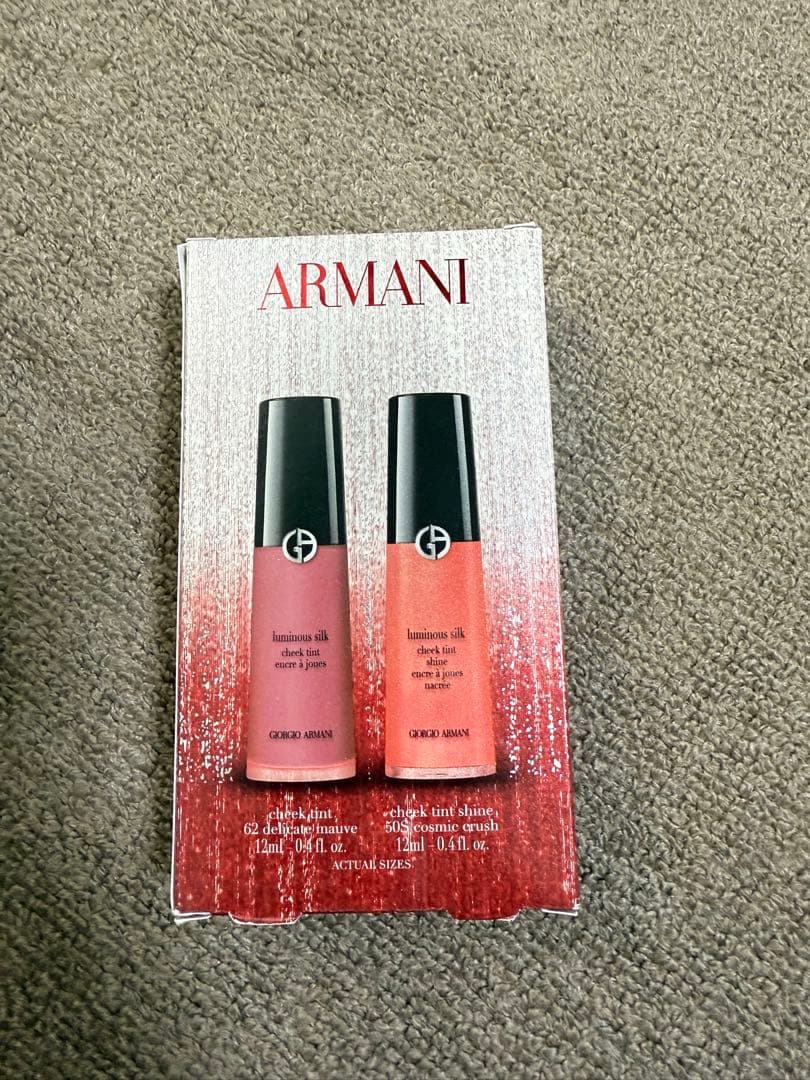 ARMANI
GA
luminous silk
cheek tint
encre à joues
GIORGIO ARMANI
GA
luminous silk
cheek tint
shine
encre à joues
nacrée
GIORGIO ARMANI
cheek tint
62 delicate mauve
12ml - 0.4 fl. oz.
cheek tint shine
50S cosmic crush
12ml - 0.4 fl. oz.
ACTUAL SIZES